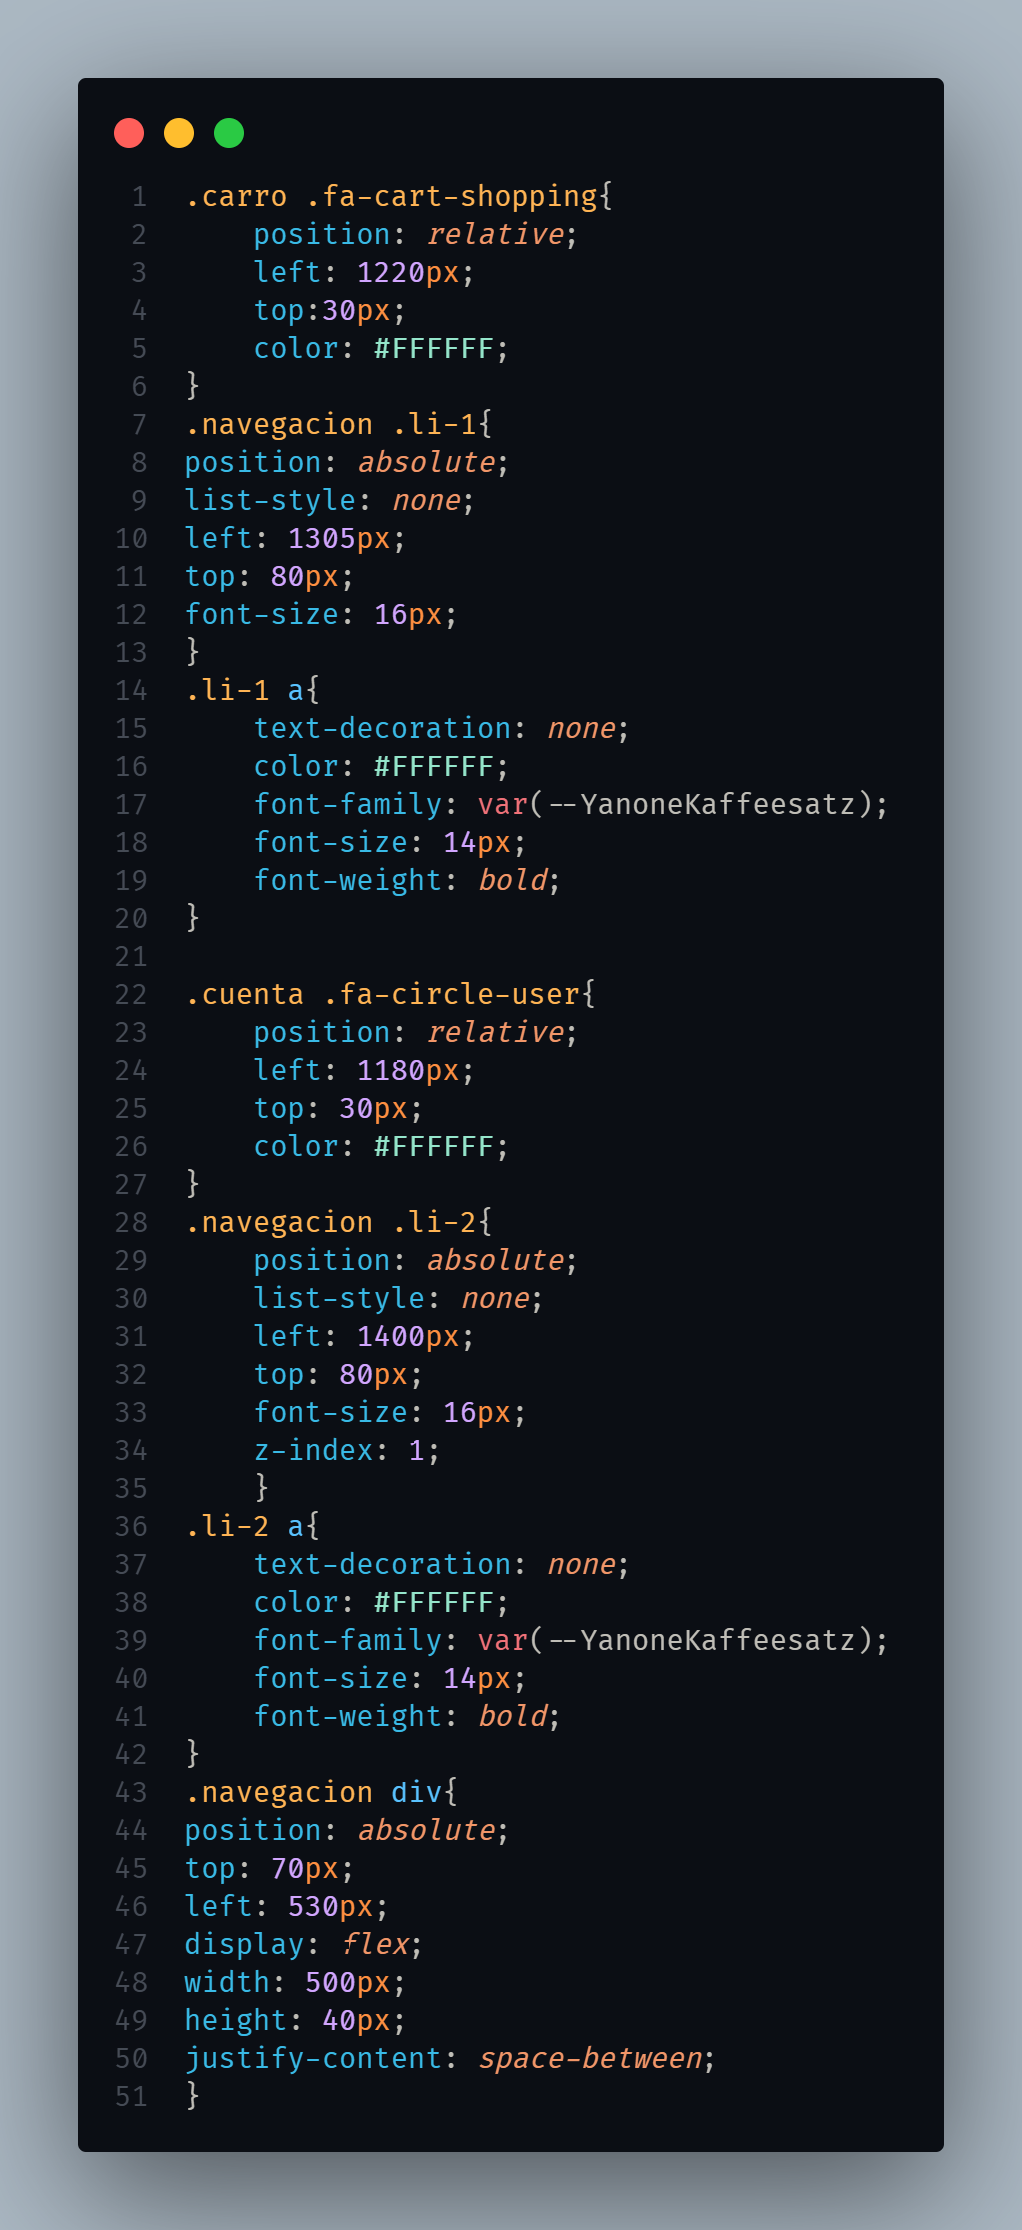 1 .carro .fa-cart-shopping{
2     position: relative;
3     left: 1220px;
4     top:30px;
5     color: #FFFFFF;
6 }
7 .navegacion .li-1{
8 position: absolute;
9 list-style: none;
10 left: 1305px;
11 top: 80px;
12 font-size: 16px;
13 }
14 .li-1 a{
15     text-decoration: none;
16     color: #FFFFFF;
17     font-family: var(--YanoneKaffeesatz);
18     font-size: 14px;
19     font-weight: bold;
20 }
21
22 .cuenta .fa-circle-user{
23     position: relative;
24     left: 1180px;
25     top: 30px;
26     color: #FFFFFF;
27 }
28 .navegacion .li-2{
29     position: absolute;
30     list-style: none;
31     left: 1400px;
32     top: 80px;
33     font-size: 16px;
34     z-index: 1;
35     }
36 .li-2 a{
37     text-decoration: none;
38     color: #FFFFFF;
39     font-family: var(--YanoneKaffeesatz);
40     font-size: 14px;
41     font-weight: bold;
42 }
43 .navegacion div{
44 position: absolute;
45 top: 70px;
46 left: 530px;
47 display: flex;
48 width: 500px;
49 height: 40px;
50 justify-content: space-between;
51 }